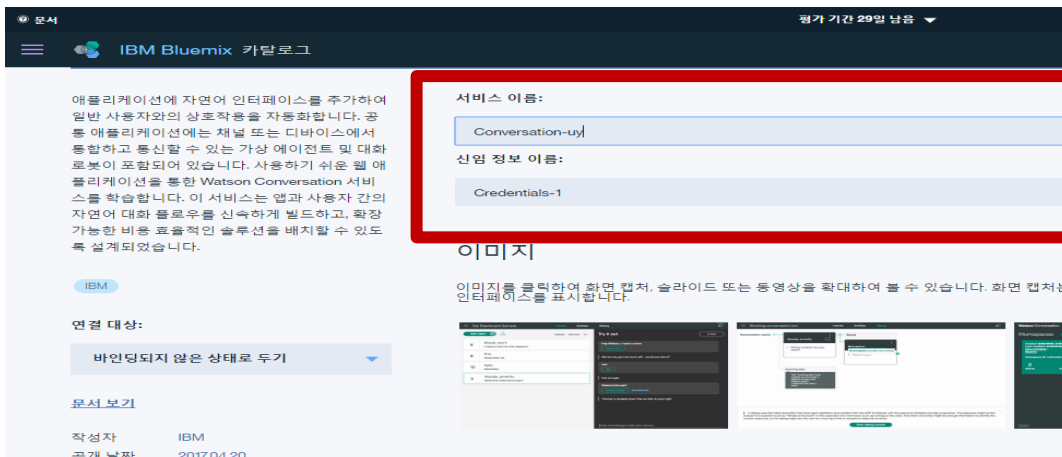 문서
평가 기간 29일 남음
IBM Bluemix 카탈로그
애플리케이션에 자연어 인터페이스를 추가하여
일반 사용자와의 상호작용을 자동화합니다. 공
통 애플리케이션에는 채널 또는 디바이스에서
통합하고 통신할 수 있는 가상 에이전트 및 대화
로봇이 포함되어 있습니다. 사용하기 쉬운 웹 애
플리케이션을 통한 Watson Conversation 서비
스를 학습합니다. 이 서비스는 앱과 사용자 간의
자연어 대화 플로우를 신속하게 빌드하고, 확장
가능한 비용 효율적인 솔루션을 배치할 수 있도
록 설계되었습니다.
IBM
연결 대상:
바인딩되지 않은 상태로 두기
문서 보기
작성자 IBM
공개 날짜 2017.04.20
서비스 이름:
Conversation-uy
신임 정보 이름:
Credentials-1
이미지
이미지를 클릭하여 화면 캡처, 슬라이드 또는 동영상을 확대하여 볼 수 있습니다. 화면 캡처는
인터페이스를 표시합니다.
Try it out
Workspaces